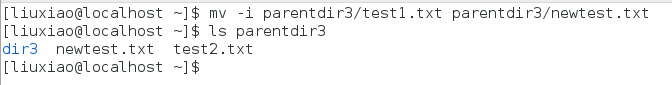 [liuxiao@localhost ~]$ mv -i parentdir3/test1.txt parentdir3/newtest.txt
[liuxiao@localhost ~]$ ls parentdir3
dir3  newtest.txt  test2.txt
[liuxiao@localhost ~]$